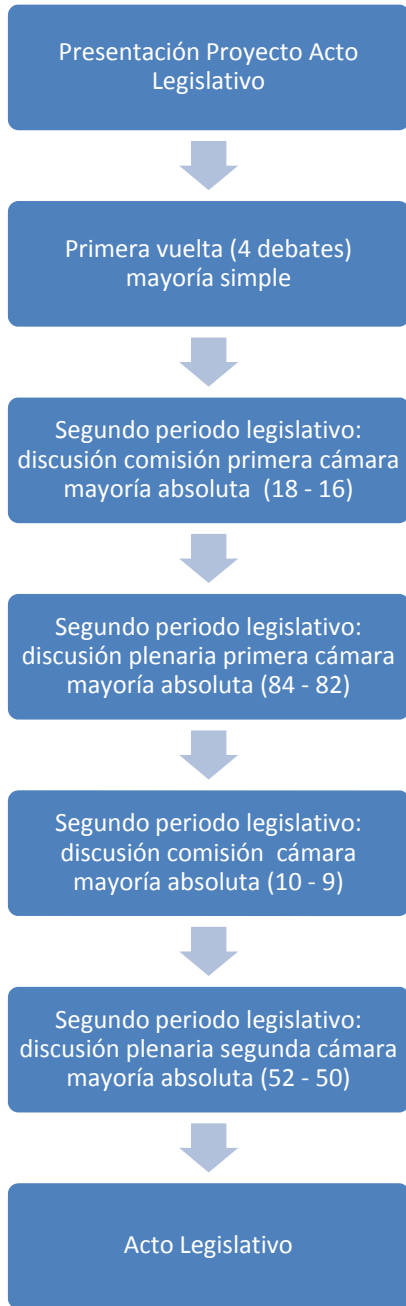 Presentación Proyecto Acto
Legislativo
Primera vuelta (4 debates)
mayoría simple
Segundo periodo legislativo:
discusión comisión primera cámara
mayoría absoluta (18 - 16)
Segundo periodo legislativo:
discusión plenaria primera cámara
mayoría absoluta (84 - 82)
Segundo periodo legislativo:
discusión comisión cámara
mayoría absoluta (10 - 9)
Segundo periodo legislativo:
discusión plenaria segunda cámara
mayoría absoluta (52 - 50)
Acto Legislativo